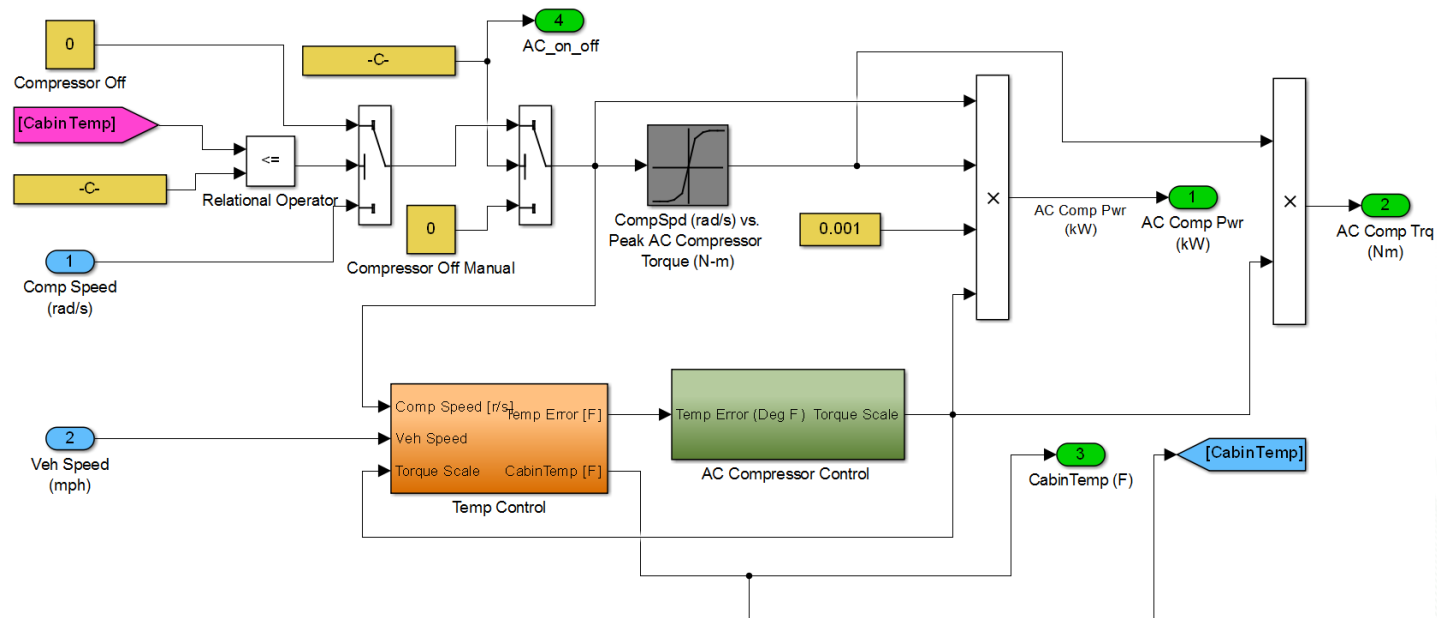 4
AC_on_off
0
Compressor Off
-C-
[CabinTemp]
<=
Relational Operator
-C-
0
Compressor Off Manual
CompSpd (rad/s) vs.
Peak AC Compressor
Torque (N-m)
0.001
×
AC Comp Pwr
(kW)
1
AC Comp Pwr
(kW)
×
2
AC Comp Trq
(Nm)
1
Comp Speed
(rad/s)
2
Veh Speed
(mph)
Comp Speed [r/s]
Temp Error [F]
Veh Speed
Torque Scale
CabinTemp [F]
Temp Control
Temp Error (Deg F )
Torque Scale
AC Compressor Control
3
CabinTemp (F)
[CabinTemp]